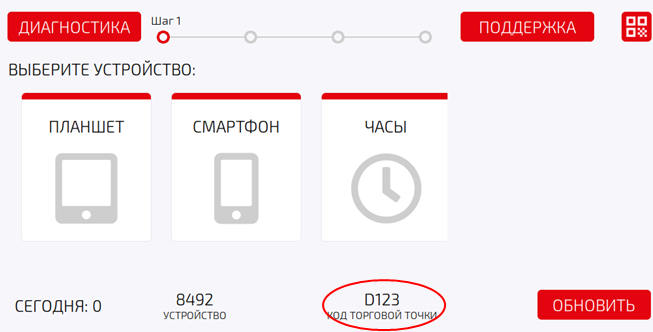 ДИАГНОСТИКА
Шаг 1
ПОДДЕРЖКА
ВЫБЕРИТЕ УСТРОЙСТВО:
ПЛАНШЕТ
СМАРТФОН
ЧАСЫ
СЕГОДНЯ: 0
8492
УСТРОЙСТВО
D123
КОД ТОРГОВОЙ ТОЧКИ
ОБНОВИТЬ